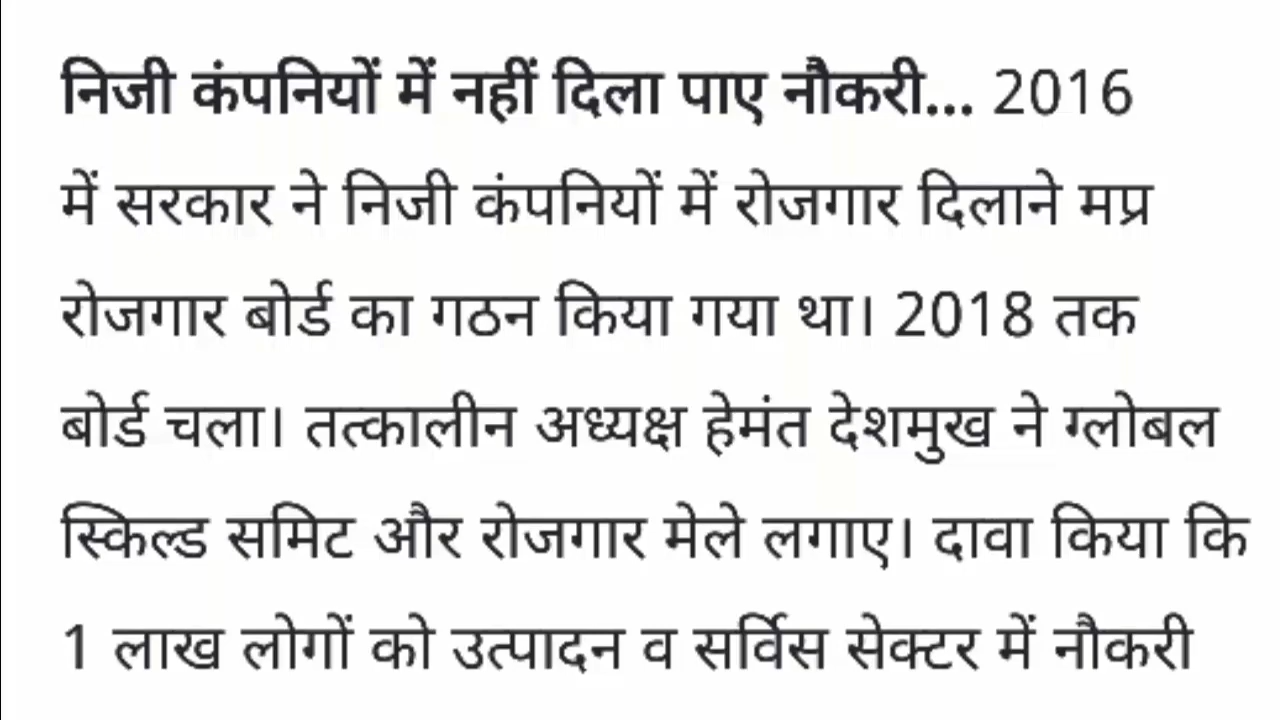 निजी कंपनियों में नहीं दिला पाए नौकरी... 2016
में सरकार ने निजी कंपनियों में रोजगार दिलाने मप्र
रोजगार बोर्ड का गठन किया गया था। 2018 तक
बोर्ड चला। तत्कालीन अध्यक्ष हेमंत देशमुख ने ग्लोबल
स्किल्ड समिट और रोजगार मेले लगाए। दावा किया कि
1 लाख लोगों को उत्पादन व सर्विस सेक्टर में नौकरी